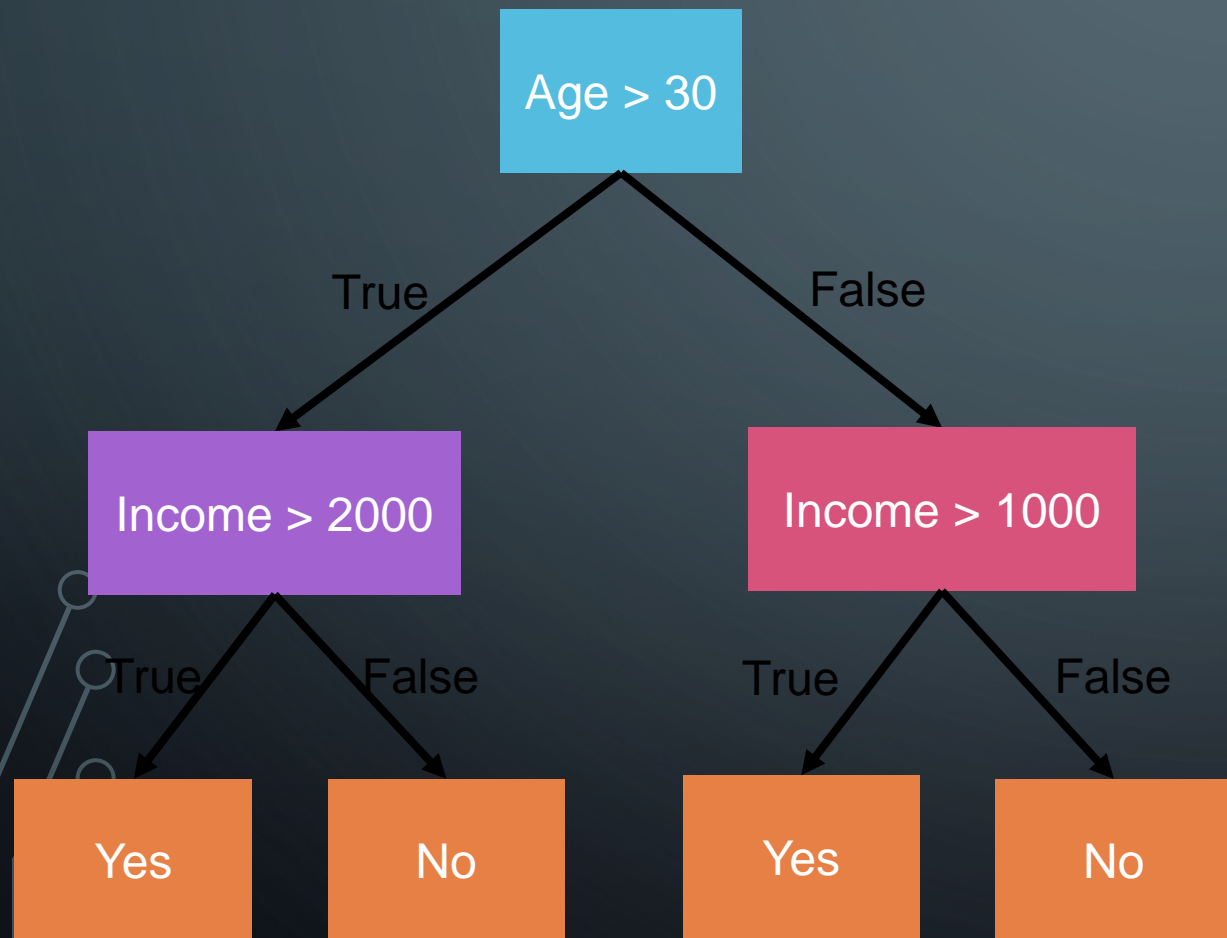 Age > 30
True
False
Income > 2000
Income > 1000
True
False
True
False
Yes
No
Yes
No